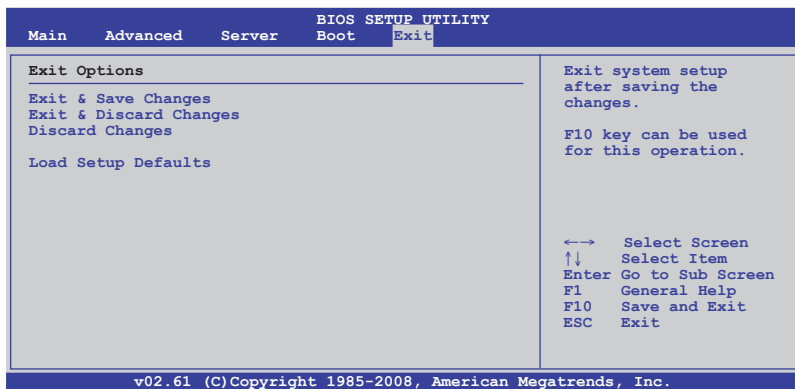 BIOS SETUP UTILITY
Main Advanced Server Boot Exit
Exit Options
Exit & Save Changes
Exit & Discard Changes
Discard Changes
Load Setup Defaults
Exit system setup
after saving the
changes.
F10 key can be used
for this operation.
←→ Select Screen
↑↓ Select Item
Enter Go to Sub Screen
F1 General Help
F10 Save and Exit
ESC Exit
v02.61 (C)Copyright 1985-2008, American Megatrends, Inc.